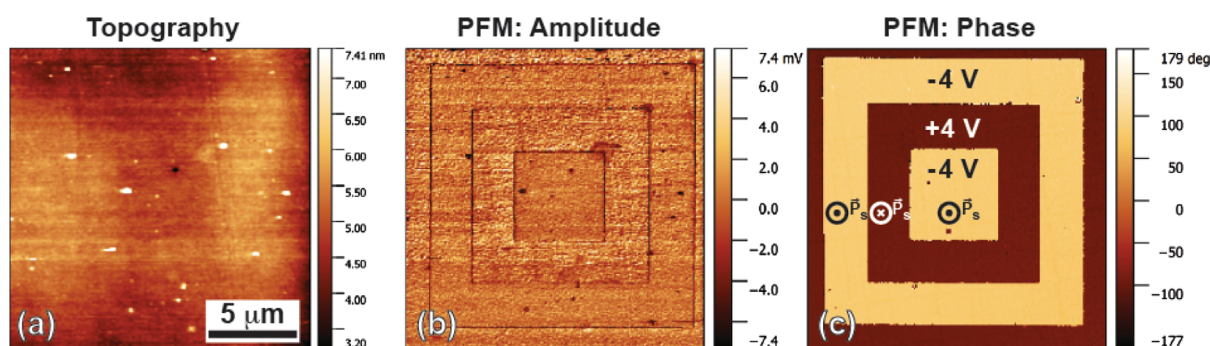 Topography
7.41 nm
7.00
6.50
6.00
5.50
5.00
4.50
4.00
3.20
5 μm
(a)
PFM: Amplitude
7.4 mV
6.0
4.0
2.0
0.0
−2.0
−4.0
−7.4
(b)
PFM: Phase
-4 V
+4 V
-4 V
P⃗s
P⃗s
P⃗s
179 deg
150
100
50
0
−50
−100
−177
(c)